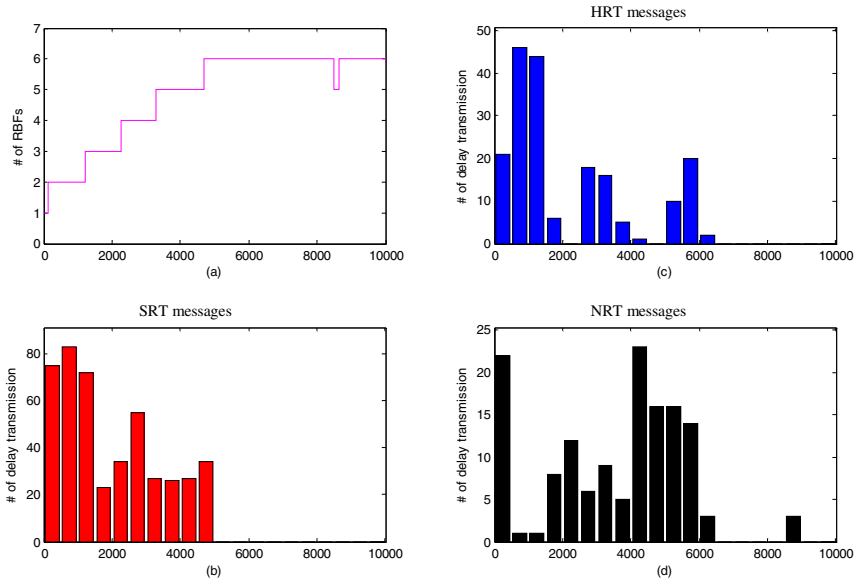 7
6
5
4
3
2
1
0
# of RBFs
0 2000 4000 6000 8000 10000
(a)
HRT messages
50
40
30
20
10
0
# of delay transmission
0 2000 4000 6000 8000 10000
(c)
SRT messages
80
60
40
20
0
# of delay transmission
0 2000 4000 6000 8000 10000
(b)
NRT messages
25
20
15
10
5
0
# of delay transmission
0 2000 4000 6000 8000 10000
(d)